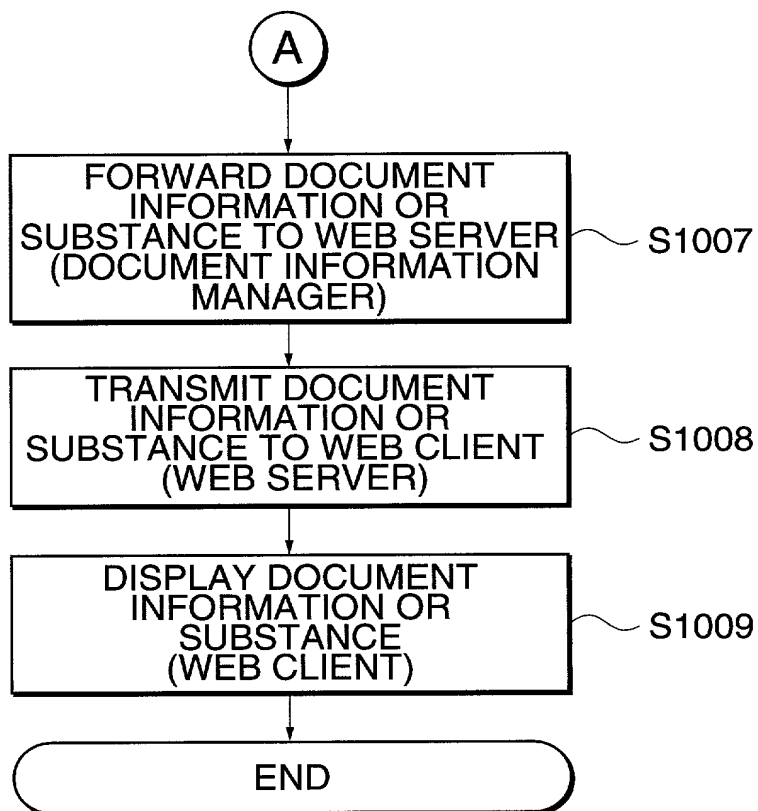 A
FORWARD DOCUMENT
INFORMATION OR
SUBSTANCE TO WEB SERVER
(DOCUMENT INFORMATION
MANAGER)
S1007
TRANSMIT DOCUMENT
INFORMATION OR
SUBSTANCE TO WEB CLIENT
(WEB SERVER)
S1008
DISPLAY DOCUMENT
INFORMATION OR
SUBSTANCE
(WEB CLIENT)
S1009
END